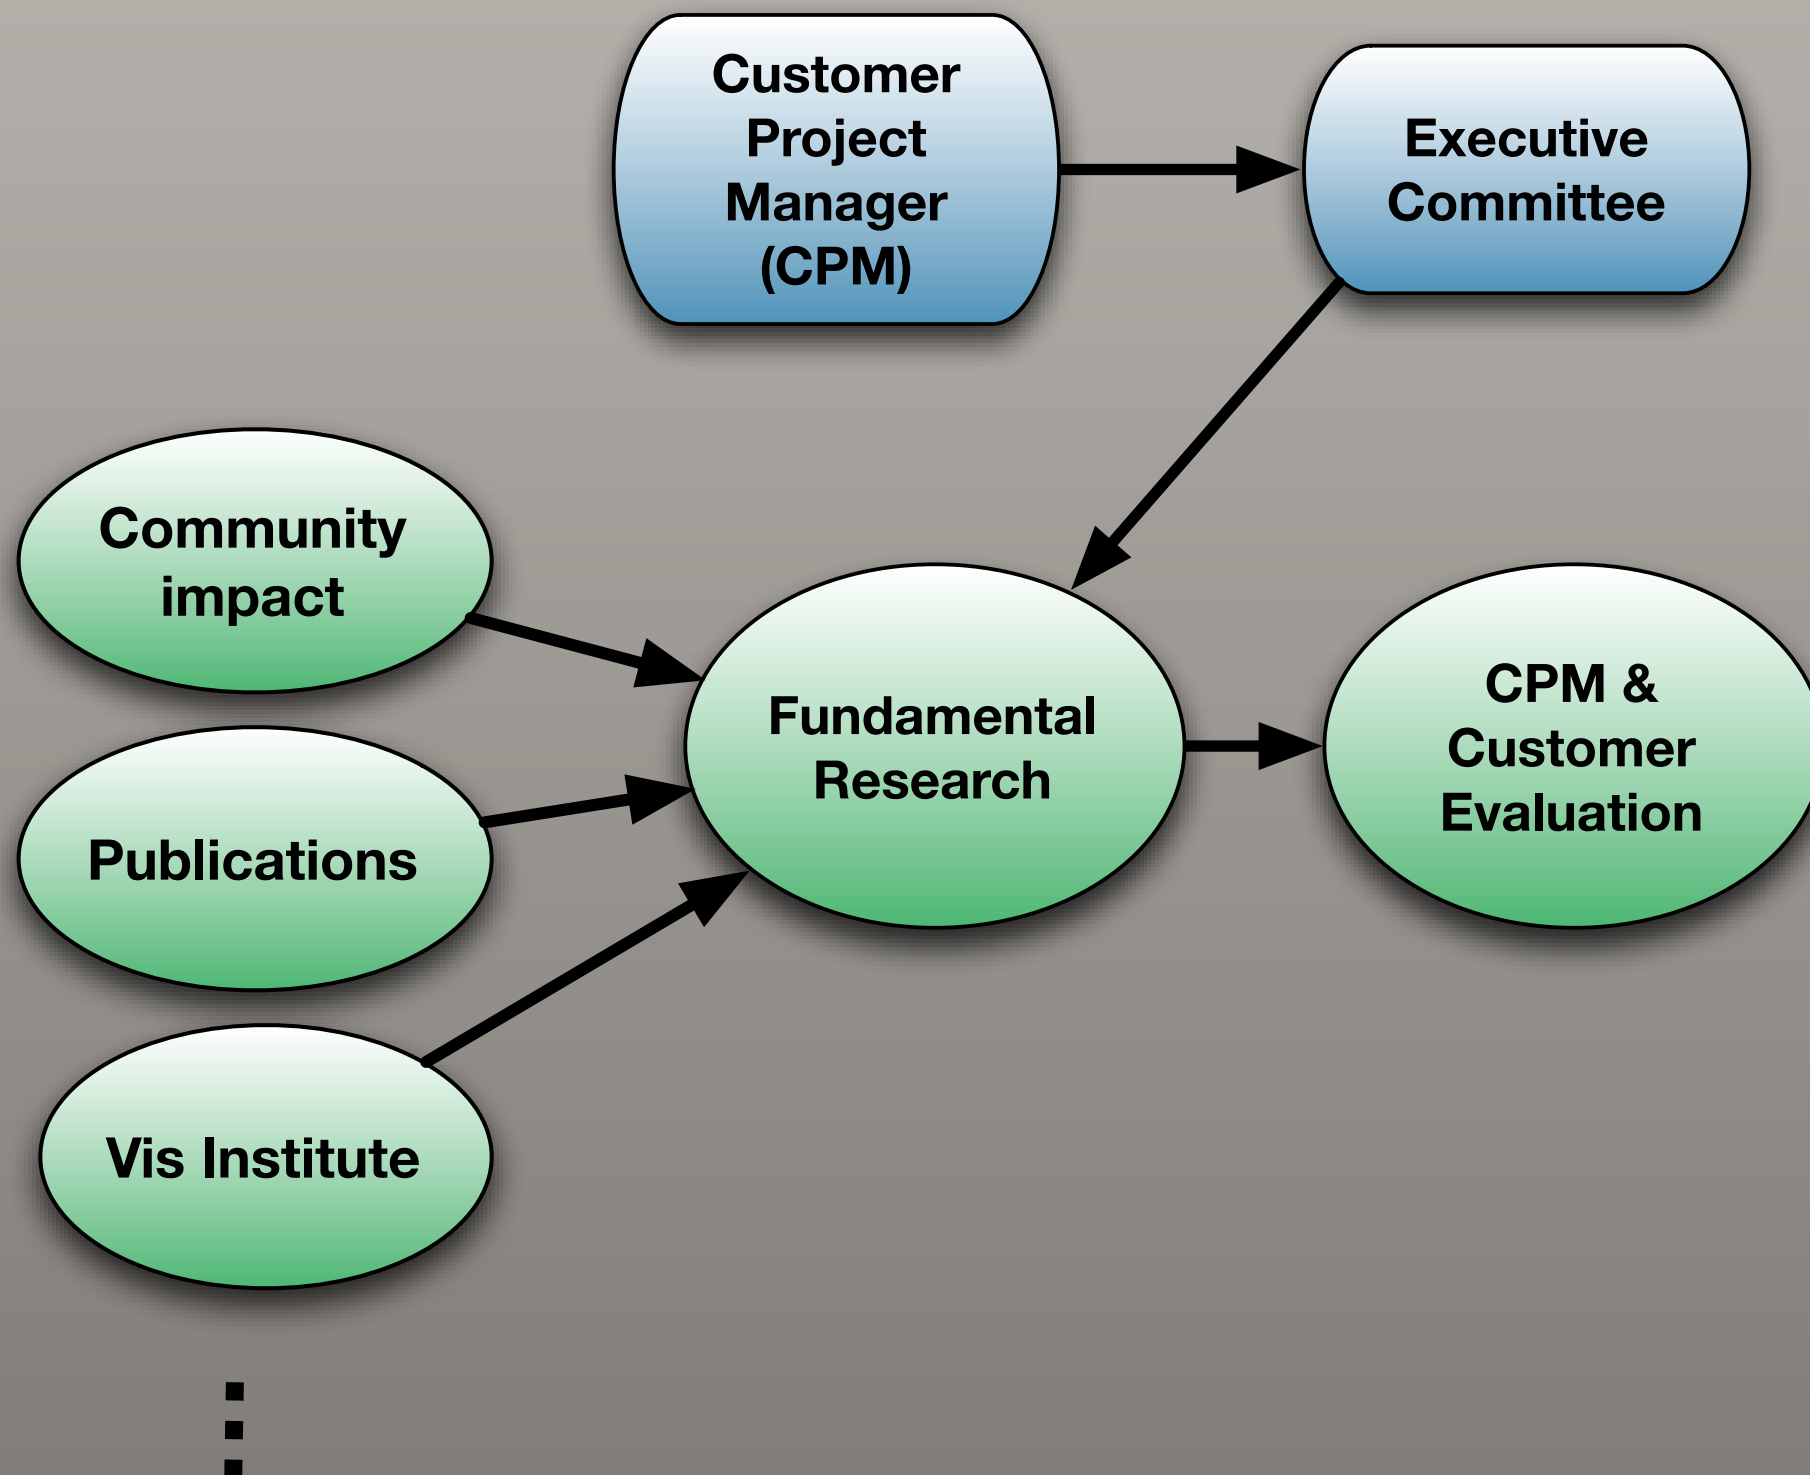 Customer
Project
Manager
(CPM)
Executive
Committee
Community
impact
Fundamental
Research
CPM &
Customer
Evaluation
Publications
Vis Institute